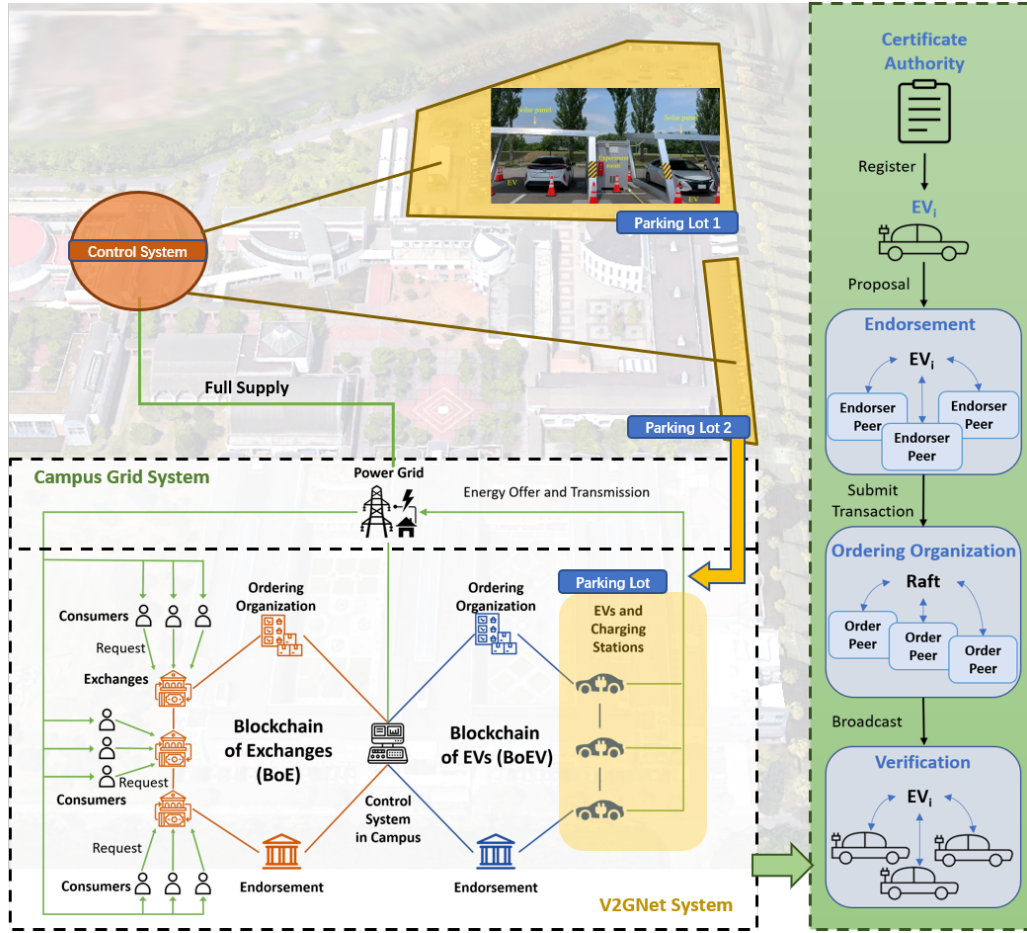 Solar panel
Solar panel
EV
EV
Parking Lot 1
Control System
Full Supply
Parking Lot 2
Campus Grid System
Power Grid
Energy Offer and Transmission
Parking Lot
EVs and
Charging
Stations
Consumers
Request
Exchanges
Request
Consumers
Request
Consumers
Ordering
Organization
Blockchain
of Exchanges
(BoE)
Endorsement
Control
System
in Campus
Ordering
Organization
Blockchain
of EVs (BoEV)
Endorsement
V2GNet System
Certificate
Authority
Register
EVi
Proposal
Endorsement
EVi
Endorser
Peer
Endorser
Peer
Endorser
Peer
Submit
Transaction
Ordering Organization
Raft
Order
Peer
Order
Peer
Order
Peer
Broadcast
Verification
EVi